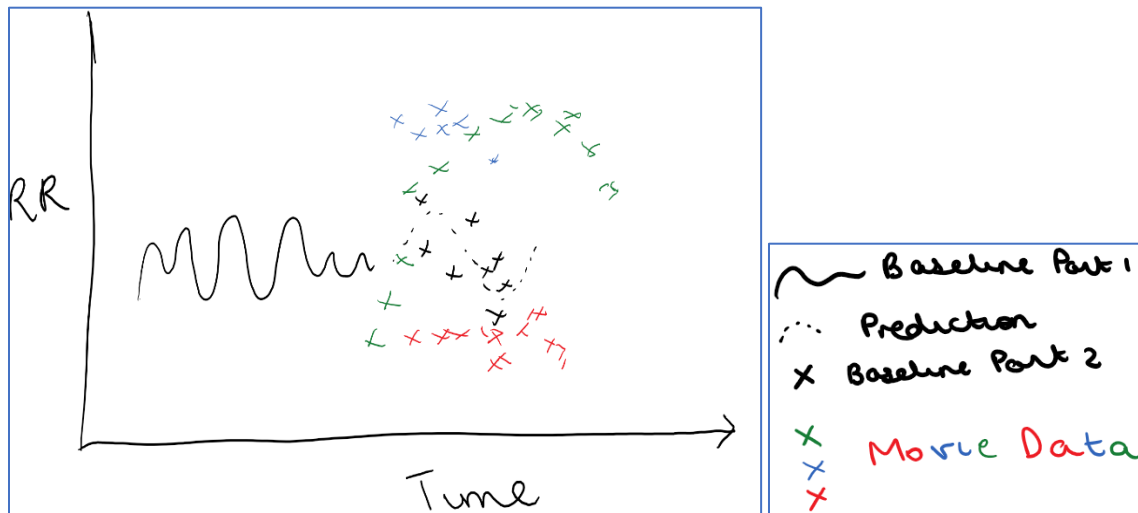 RR
Time
Baseline Part 1
Prediction
x Baseline Part 2
x
x Movie Data
x